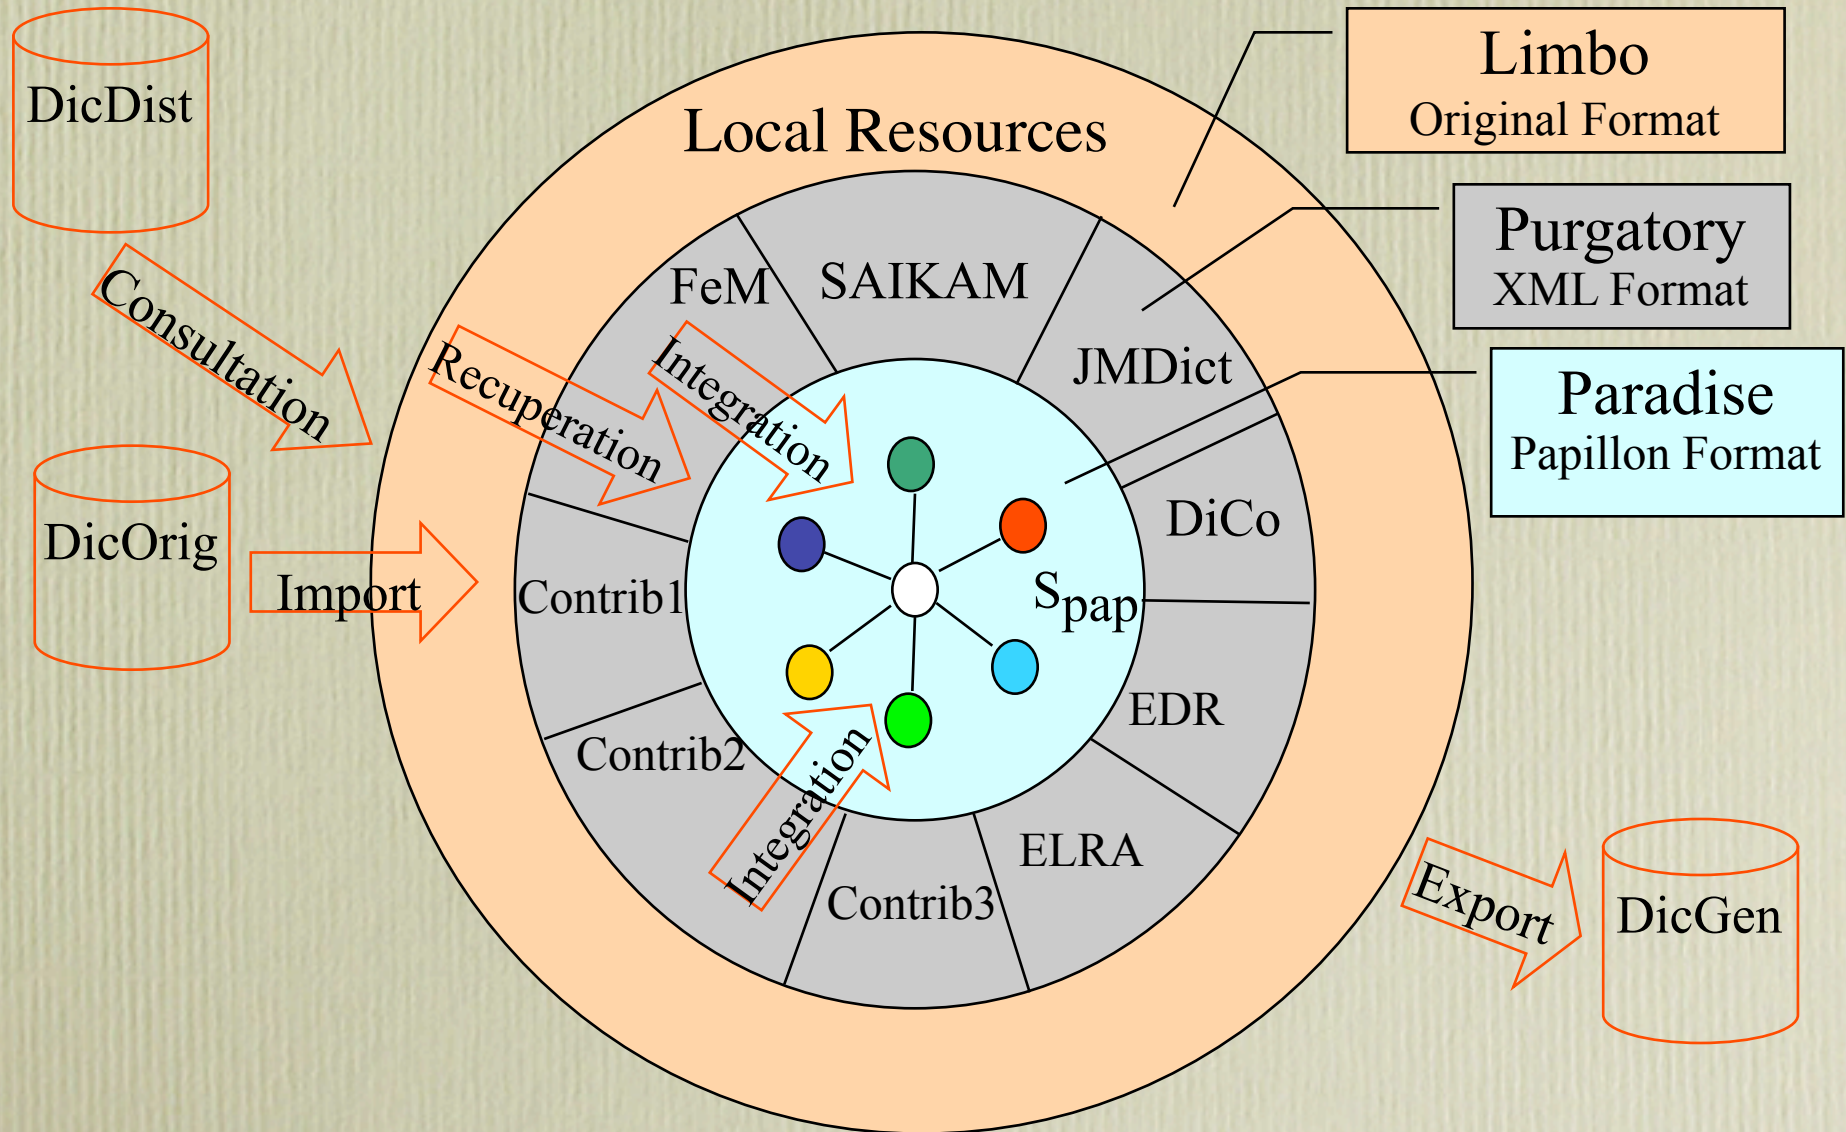 DicDist
Limbo
Original Format
Local Resources
Purgatory
XML Format
FeM
SAIKAM
Consultation
Recuperation
Integration
JMDict
Paradise
Papillon Format
DicOrig
DiCo
Import
Contrib1
Spap
EDR
Contrib2
Integration
ELRA
Contrib3
Export
DicGen